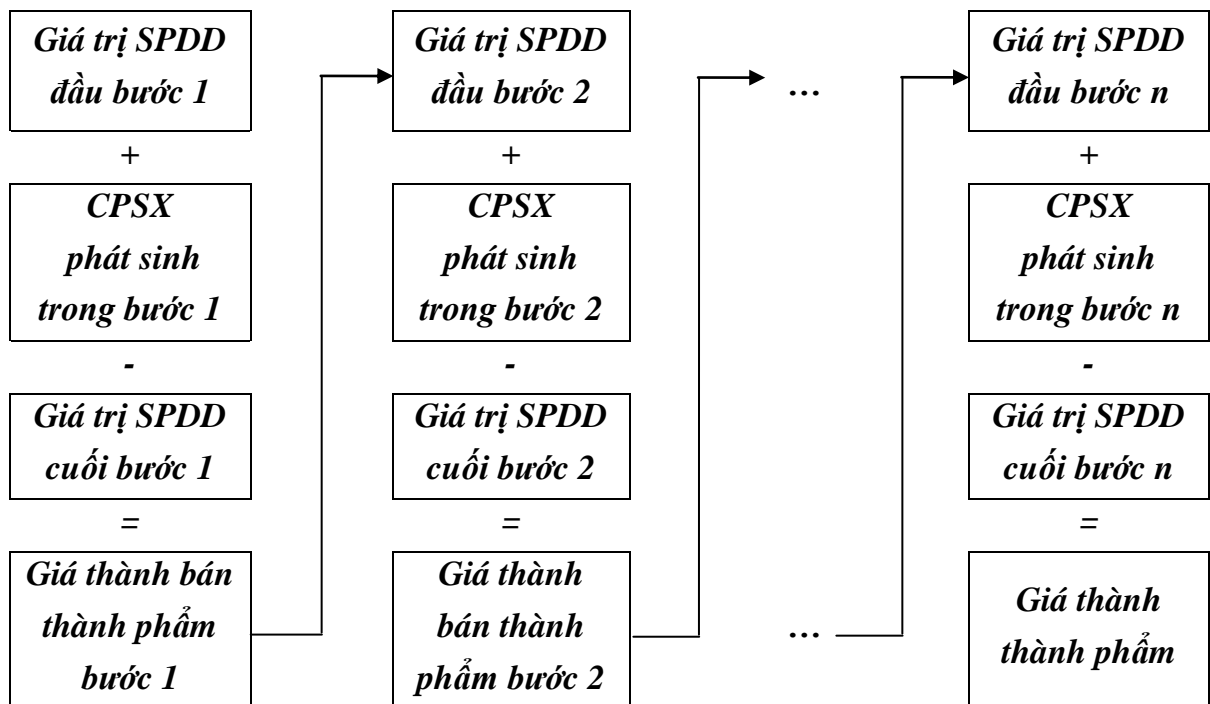 Giá trị SPDD
đầu bước 1
+
CPSX
phát sinh
trong bước 1
-
Giá trị SPDD
cuối bước 1
=
Giá thành bán
thành phẩm
bước 1
Giá trị SPDD
đầu bước 2
+
CPSX
phát sinh
trong bước 2
-
Giá trị SPDD
cuối bước 2
=
Giá thành
bán thành
phẩm bước 2
...
...
Giá trị SPDD
đầu bước n
+
CPSX
phát sinh
trong bước n
-
Giá trị SPDD
cuối bước n
=
Giá thành
thành phẩm